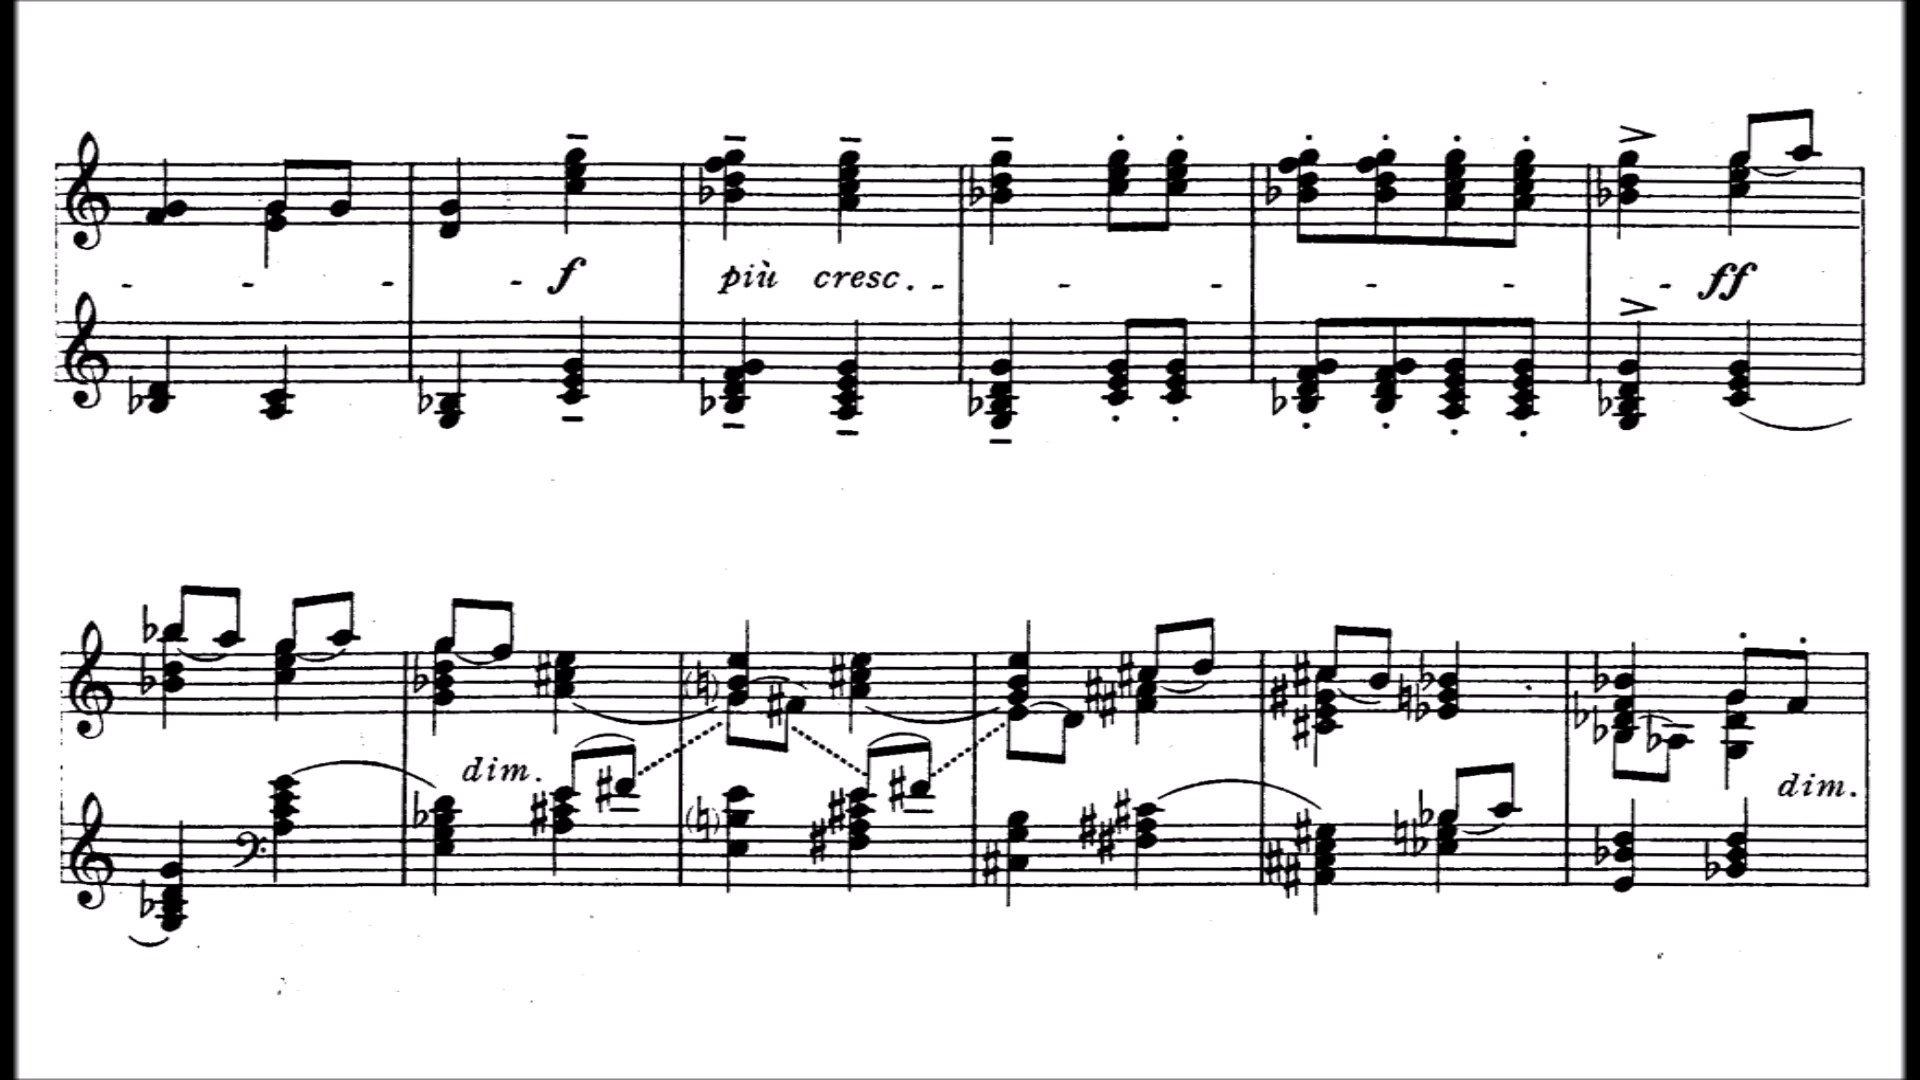 f più cresc. ff
dim.
dim.